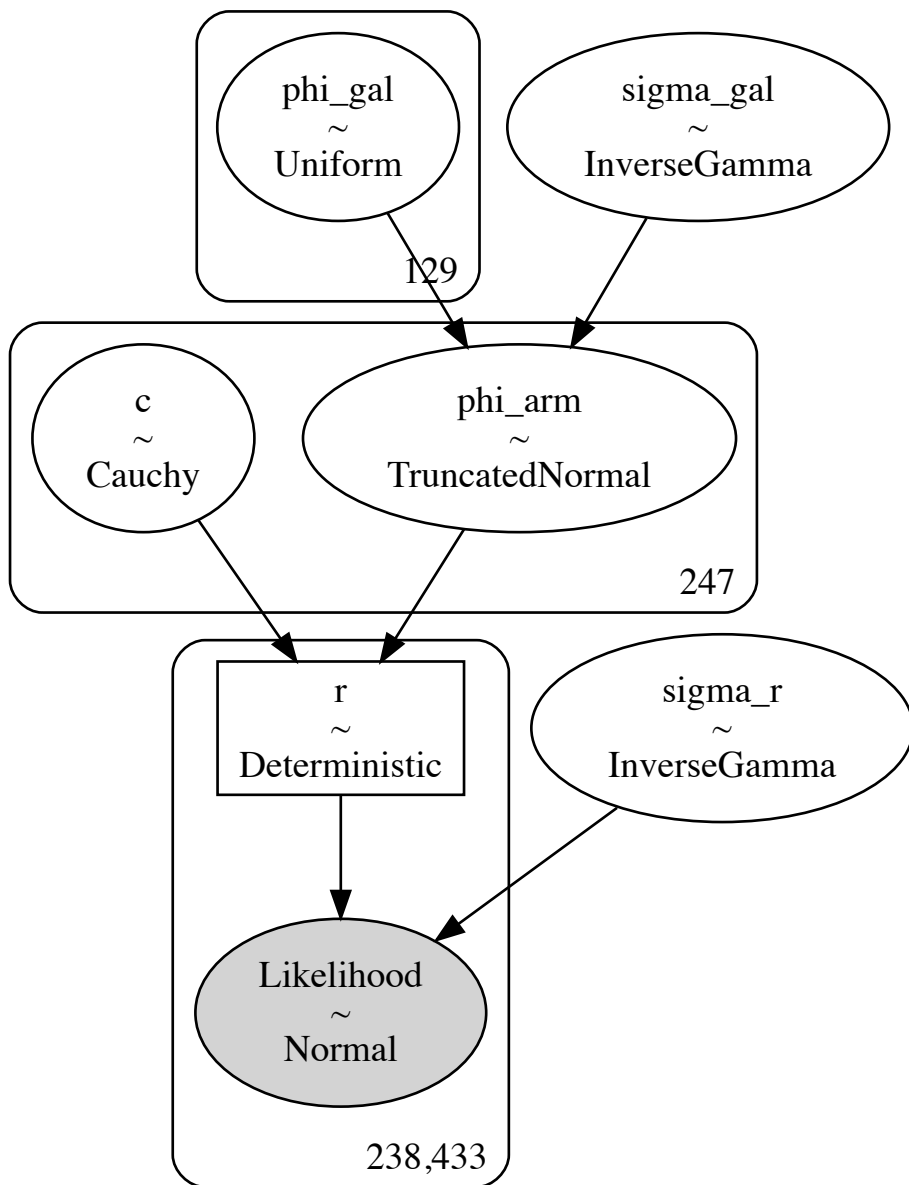 phi_gal
~
Uniform
129
sigma_gal
~
InverseGamma
c
~
Cauchy
phi_arm
~
TruncatedNormal
247
r
~
Deterministic
sigma_r
~
InverseGamma
Likelihood
~
Normal
238,433